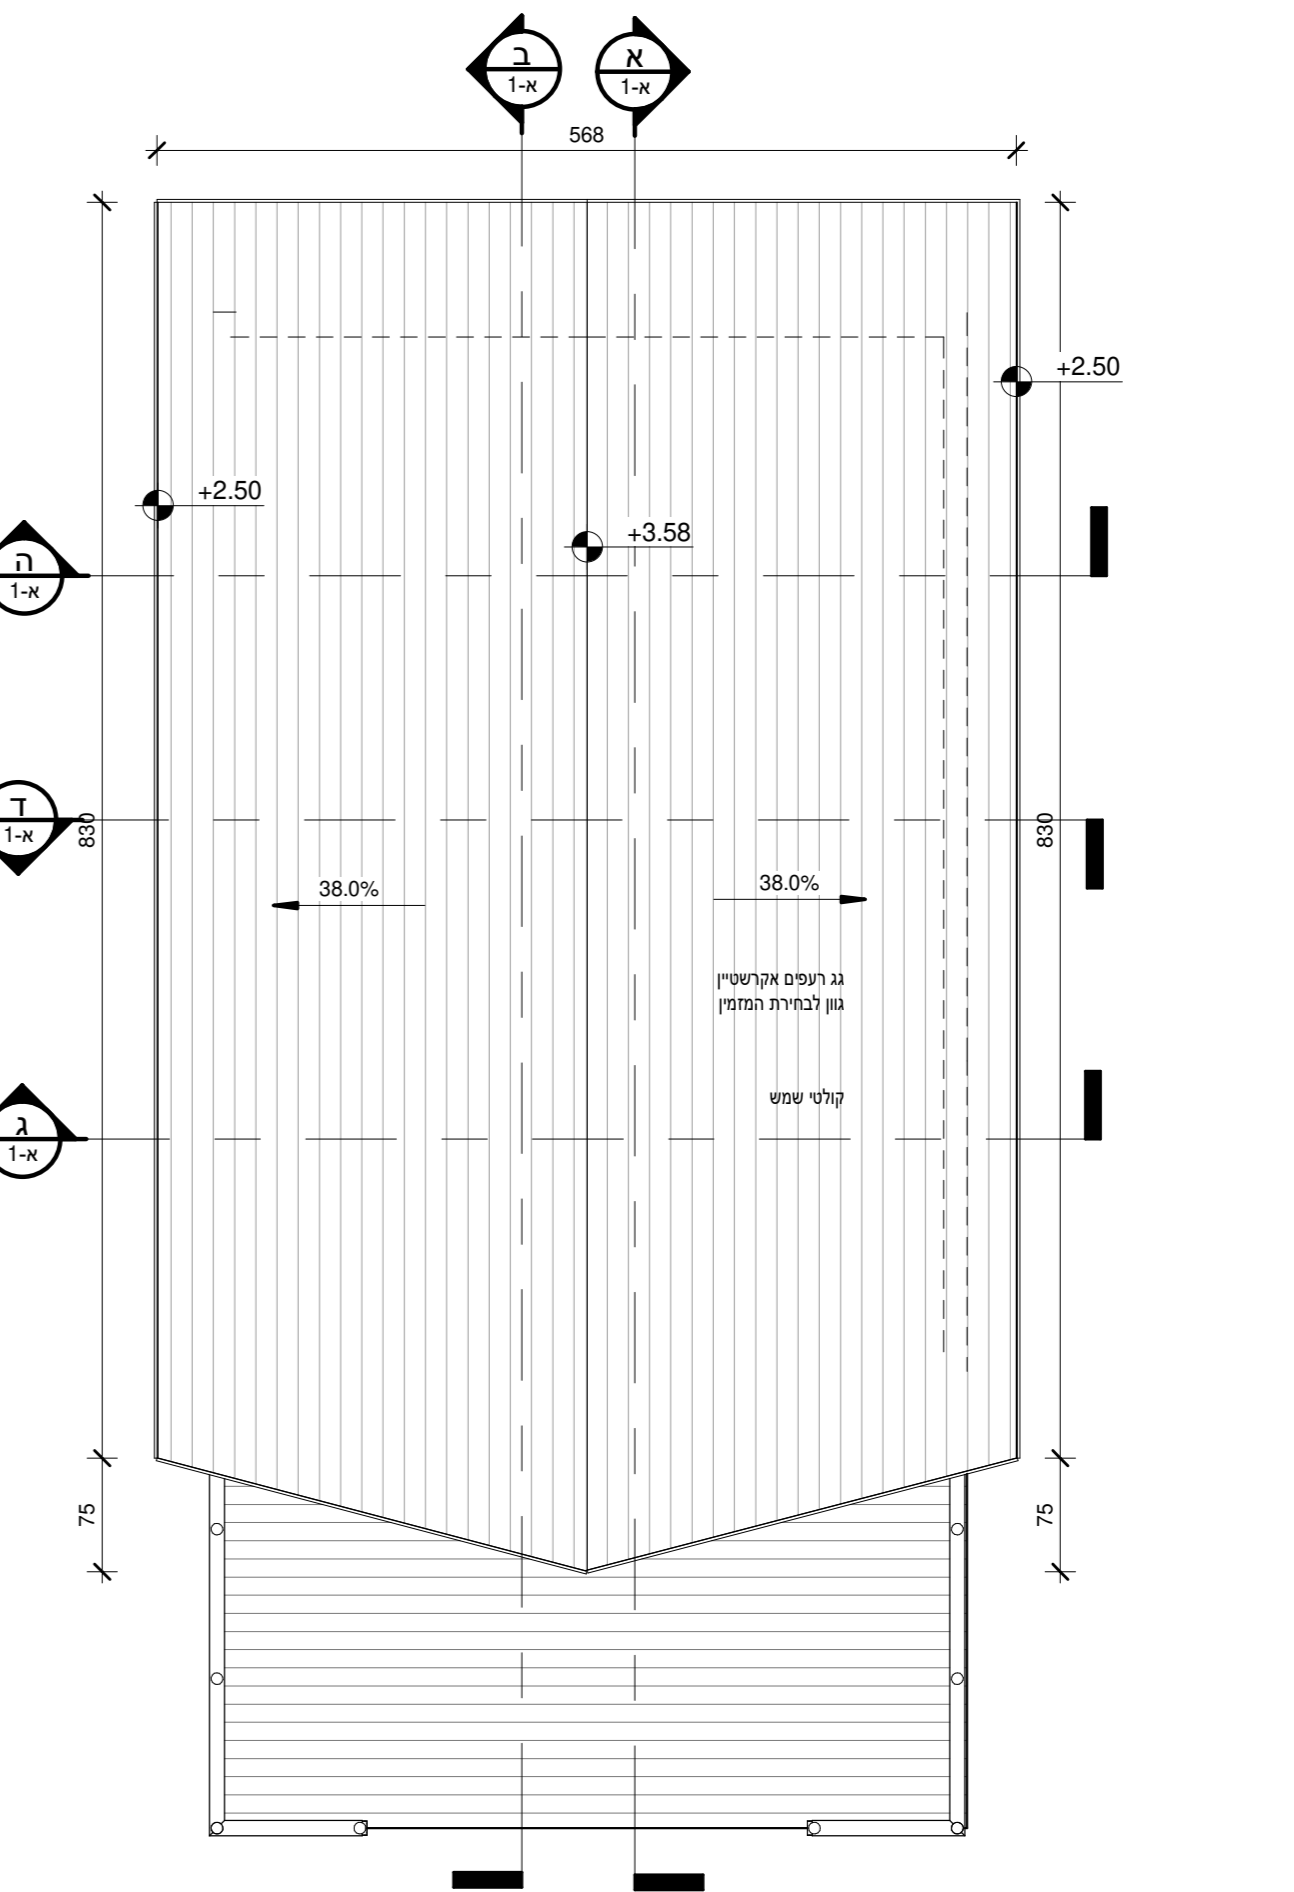 ב
א-1
א
א-1
568
+2.50
+2.50
+3.58
ה
א-1
ד
א-1
830
830
38.0%
38.0%
גג רעפים אקרשטיין
גוון לבחירת המזמין
קולטי שמש
ג
א-1
75
75